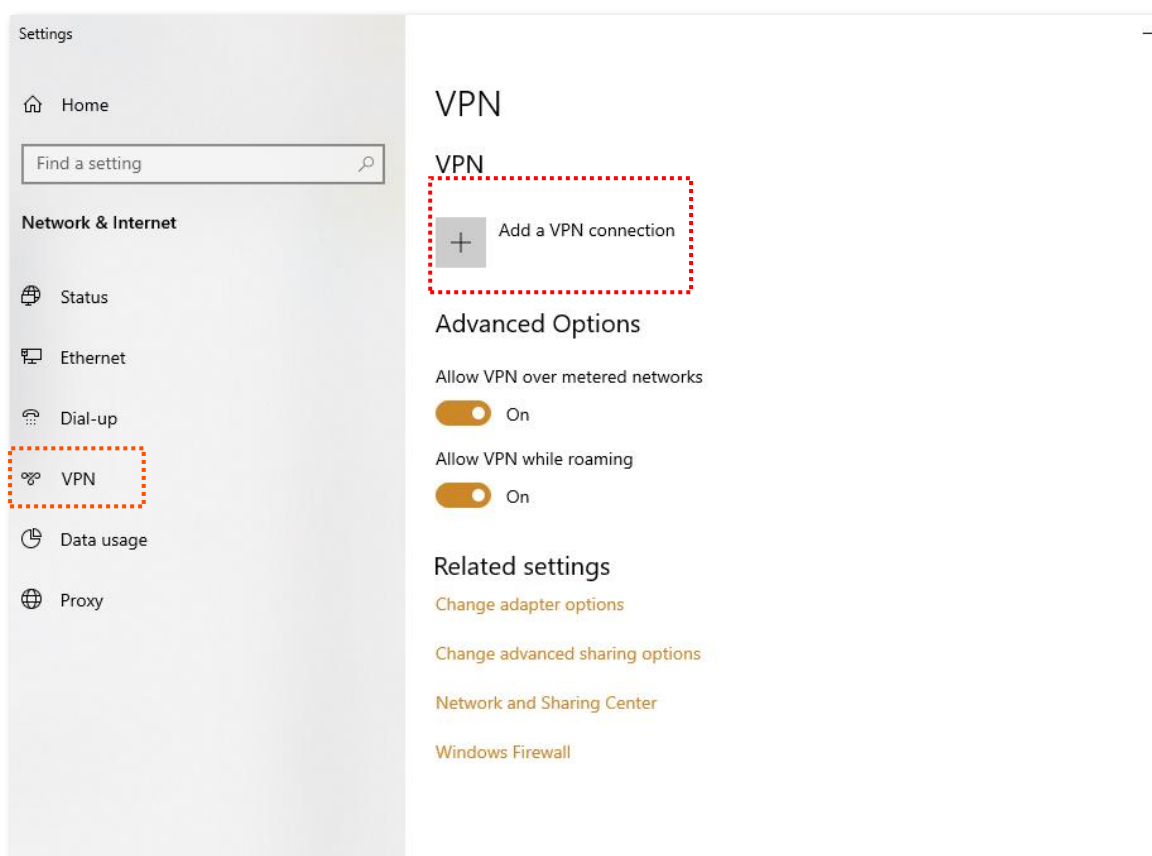 Settings
Home
Find a setting
Network & Internet
Status
Ethernet
Dial-up
VPN
Data usage
Proxy
VPN
VPN
Add a VPN connection
Advanced Options
Allow VPN over metered networks
On
Allow VPN while roaming
On
Related settings
Change adapter options
Change advanced sharing options
Network and Sharing Center
Windows Firewall